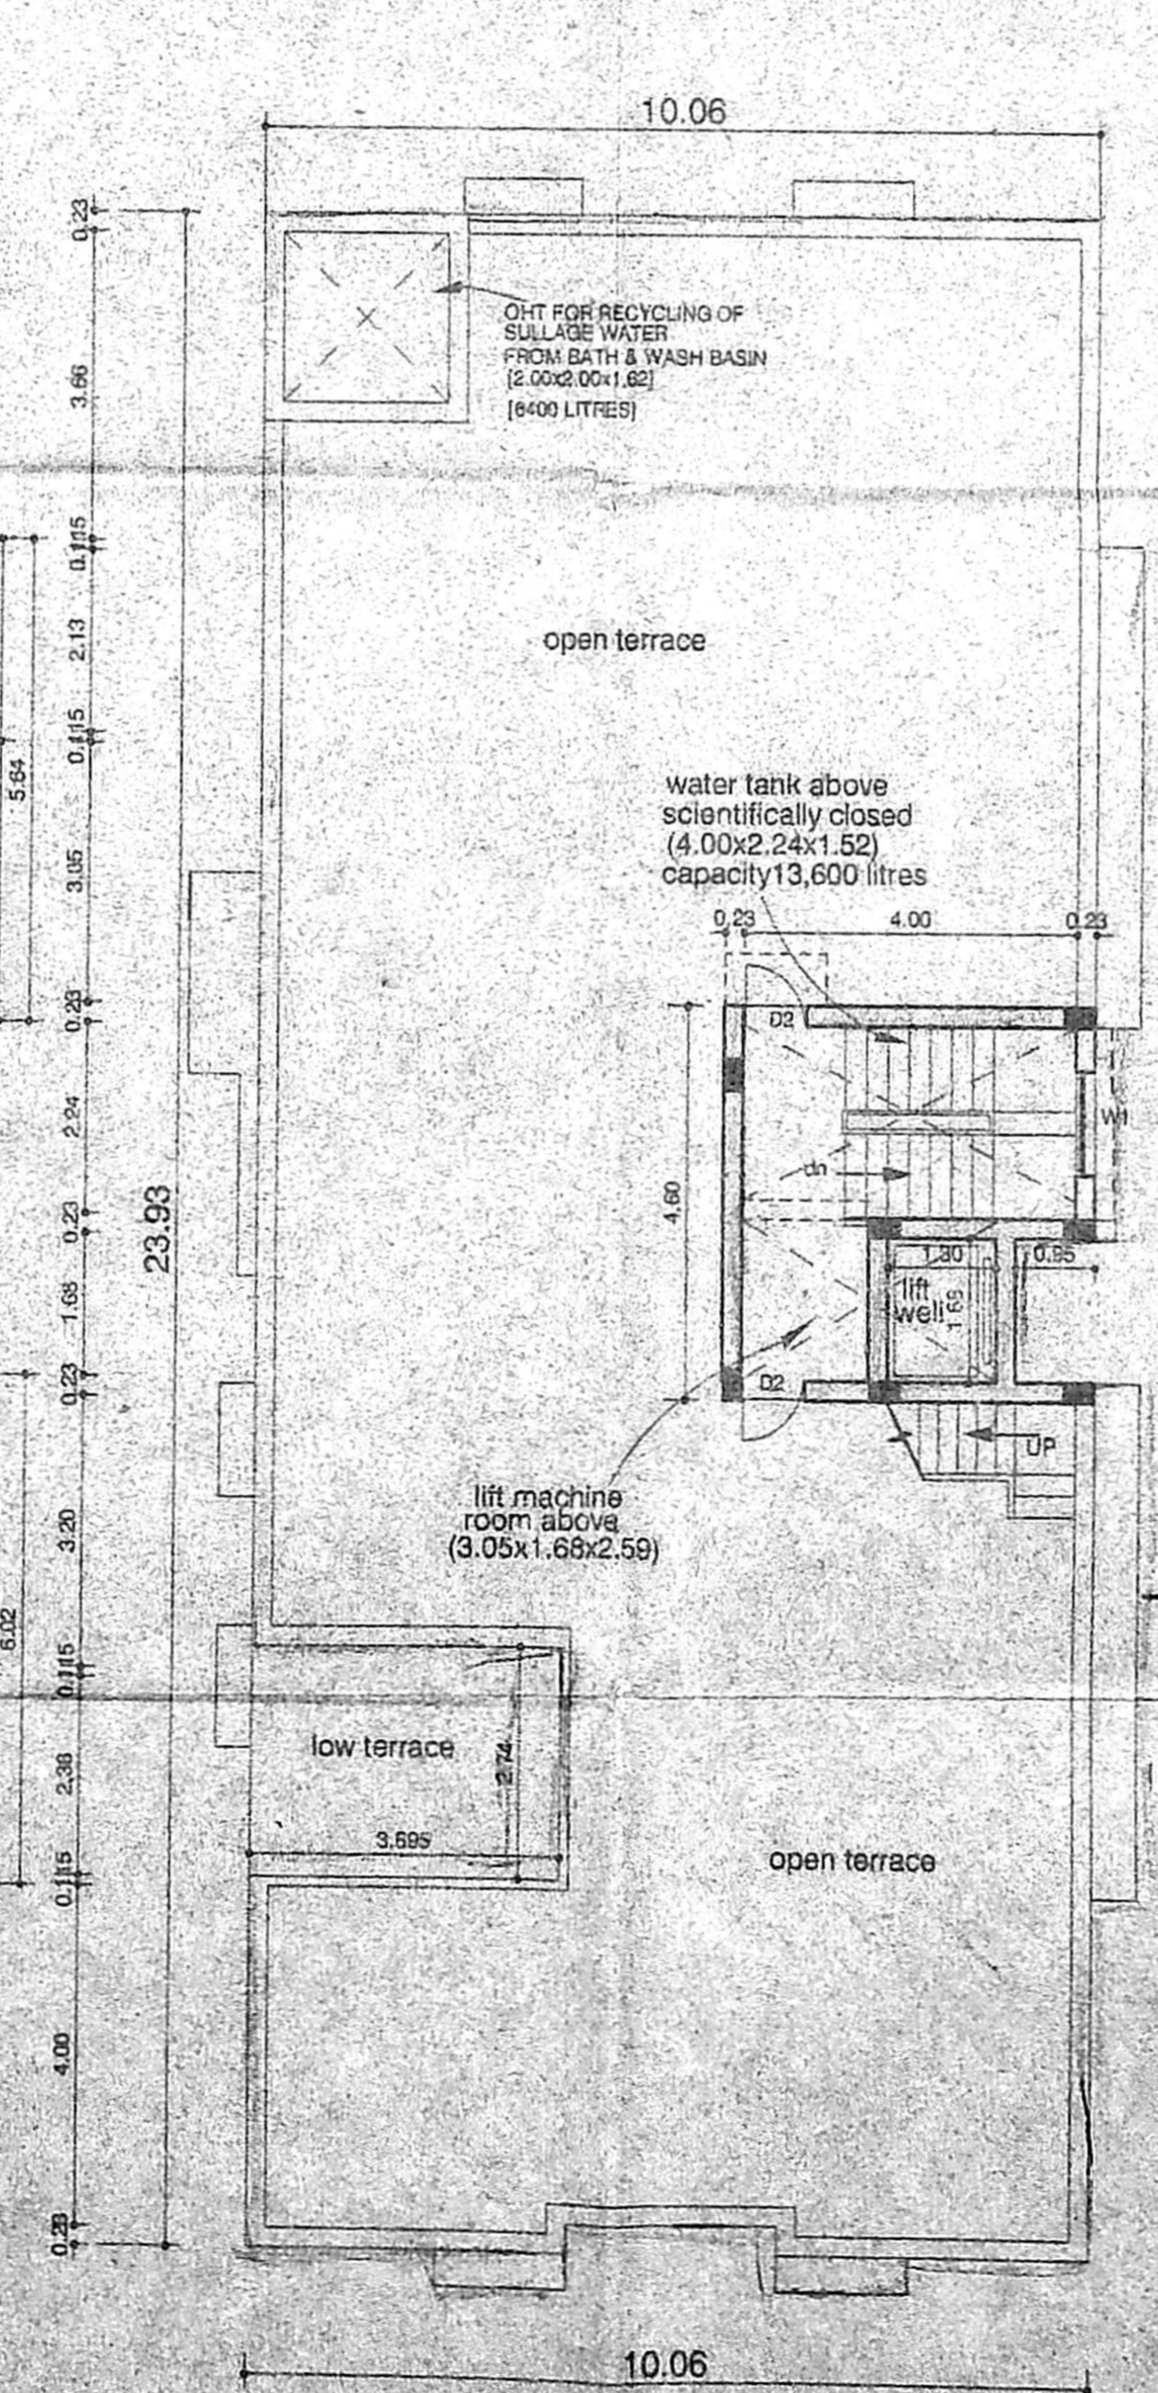 10.06
0.23
3.66
0.115
2.13
0.115
3.05
0.23
2.24
0.23
1.68
0.23
3.20
0.115
2.38
0.115
4.00
0.23
5.64
6.02
23.93
OHT FOR RECYCLING OF
SULLAGE WATER
FROM BATH & WASH BASIN
[2.00x2.00x1.62]
[6400 LITRES]
open terrace
water tank above
scientifically closed
(4.00x2.24x1.52)
capacity13,600 litres
0.23
4.00
0.23
D2
W1
dn
4.60
1.30
0.95
lift
well
1.68
D2
UP
lift machine
room above
(3.05x1.68x2.59)
low terrace
2.74
3.695
open terrace
10.06